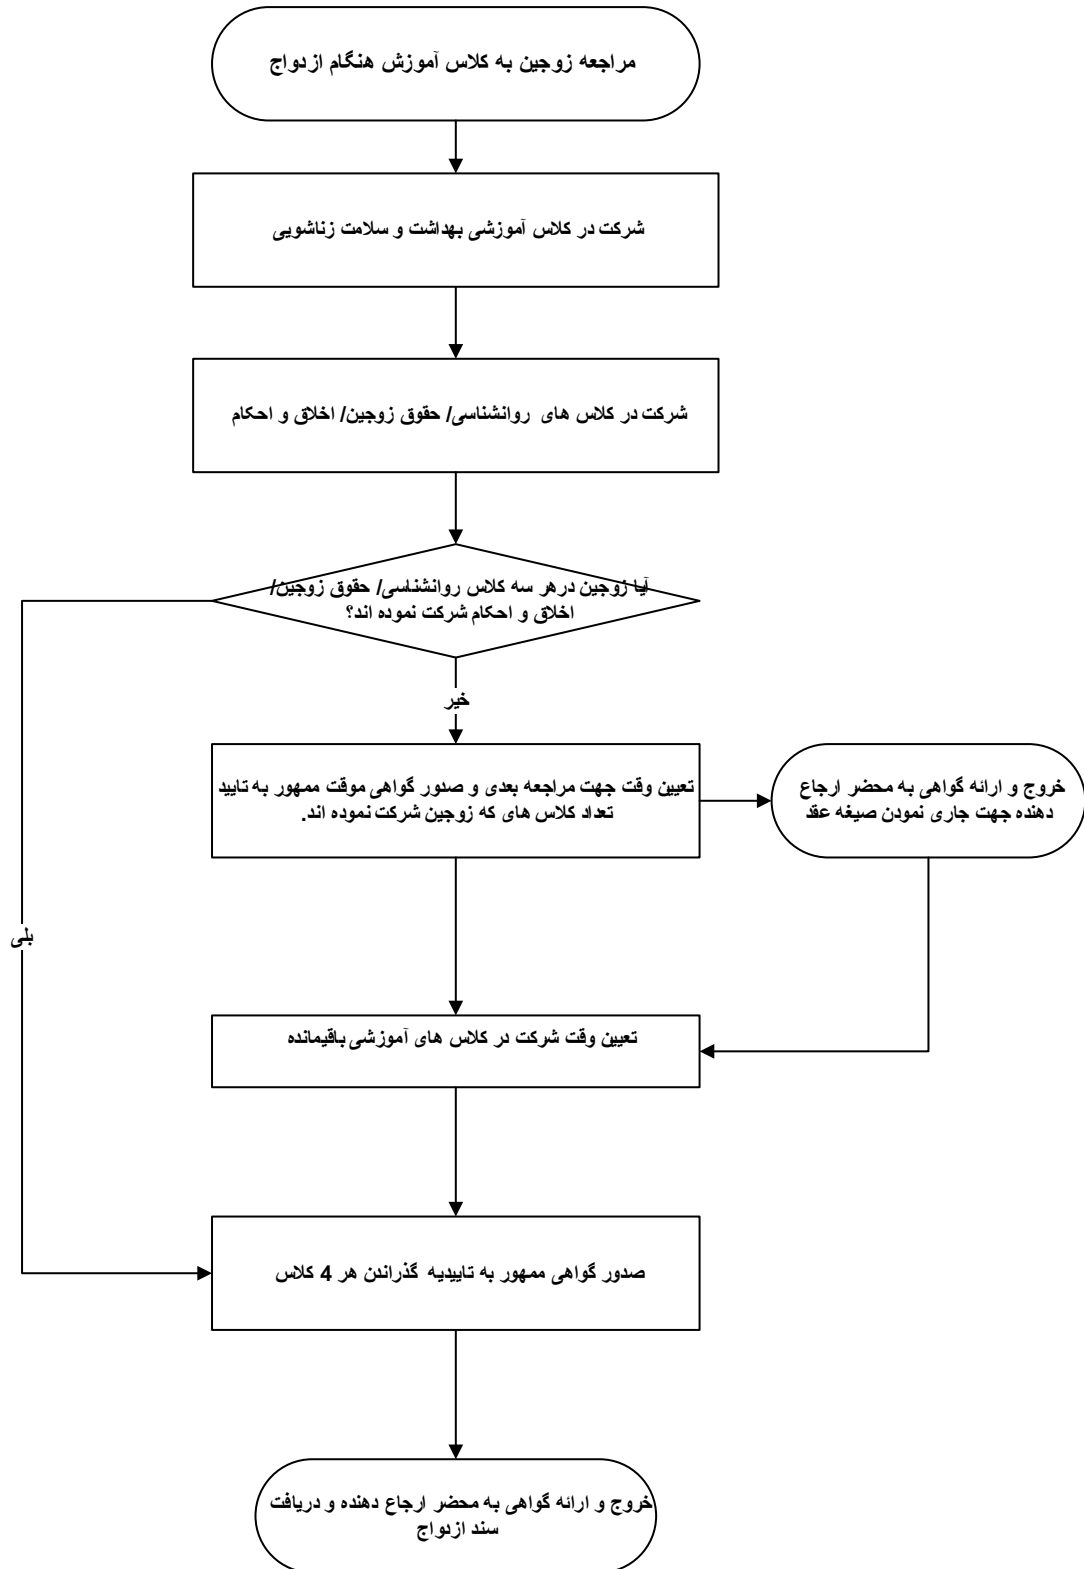 مراجعه زوجین به کلاس آموزش هنگام ازدواج
شرکت در کلاس آموزشی بهداشت و سلامت زناشویی
شرکت در کلاس های روانشناسی/ حقوق زوجین/ اخلاق و احکام
آیا زوجین درهر سه کلاس روانشناسی/ حقوق زوجین/
اخلاق و احکام شرکت نموده اند؟
خیر
تعیین وقت جهت مراجعه بعدی و صدور گواهی موقت ممهور به تایید
تعداد کلاس های که زوجین شرکت نموده اند.
خروج و ارائه گواهی به محضر ارجاع
دهنده جهت جاری نمودن صیغه عقد
بلی
تعیین وقت شرکت در کلاس های آموزشی باقیمانده
صدور گواهی ممهور به تاییدیه گذراندن هر 4 کلاس
خروج و ارائه گواهی به محضر ارجاع دهنده و دریافت
سند ازدواج